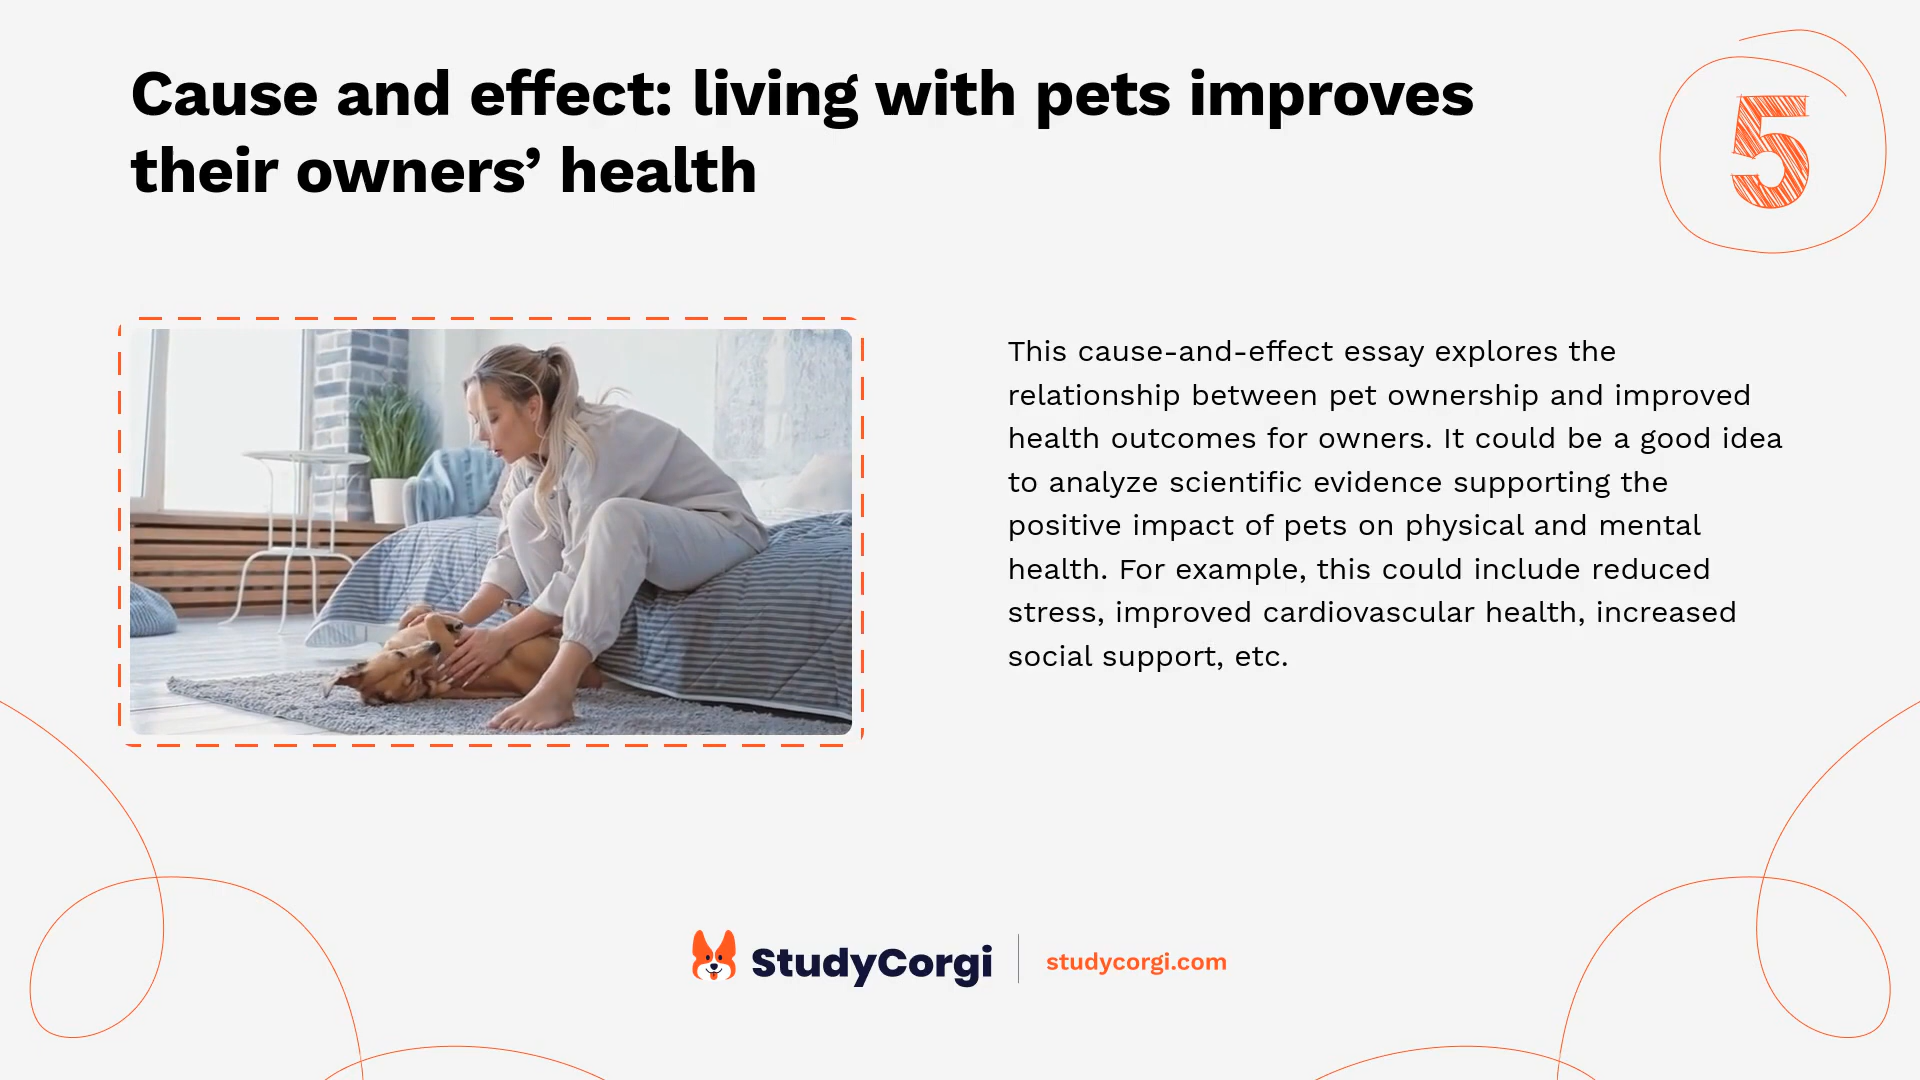 Cause and effect: living with pets improves
their owners’ health
5
This cause-and-effect essay explores the
relationship between pet ownership and improved
health outcomes for owners. It could be a good idea
to analyze scientific evidence supporting the
positive impact of pets on physical and mental
health. For example, this could include reduced
stress, improved cardiovascular health, increased
social support, etc.
StudyCorgi
studycorgi.com